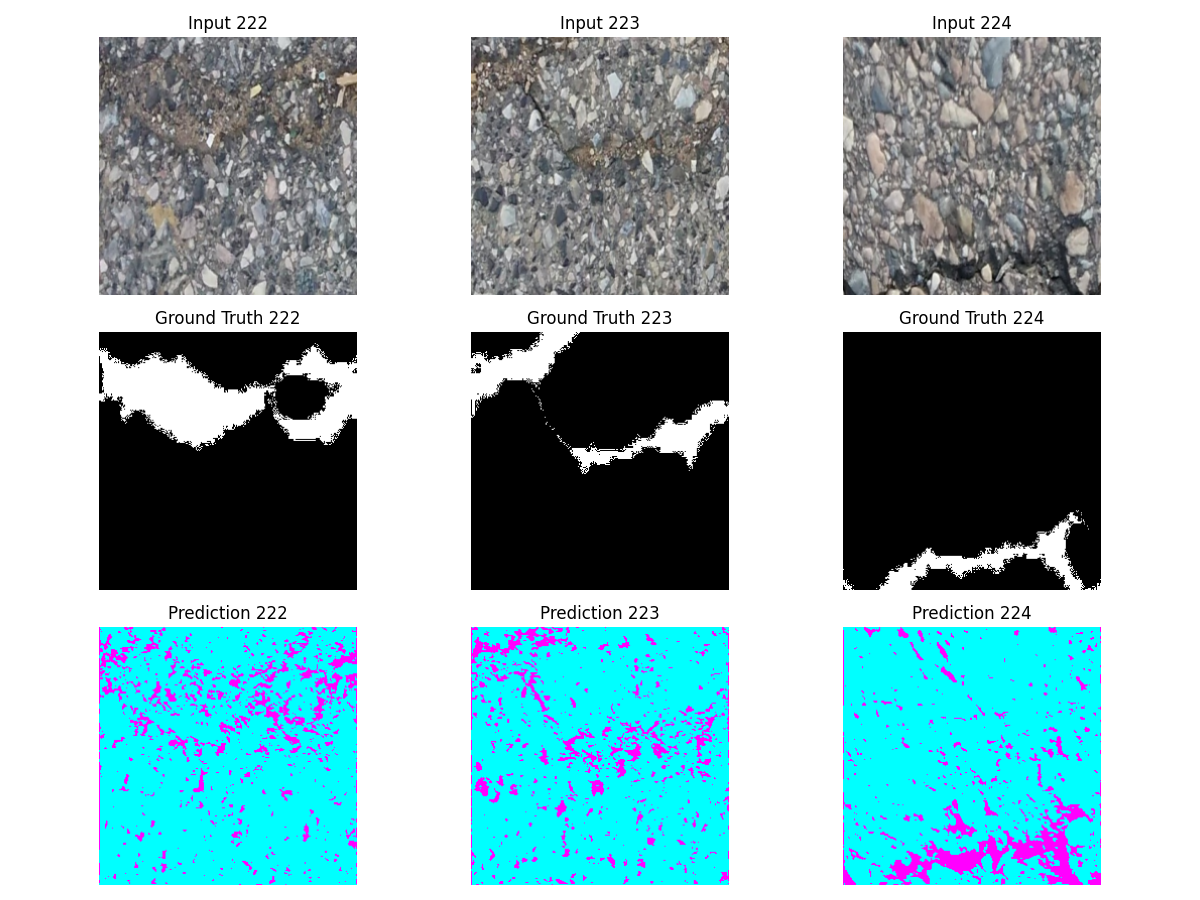 Input 222
Input 223
Input 224
Ground Truth 222
Ground Truth 223
Ground Truth 224
Prediction 222
Prediction 223
Prediction 224